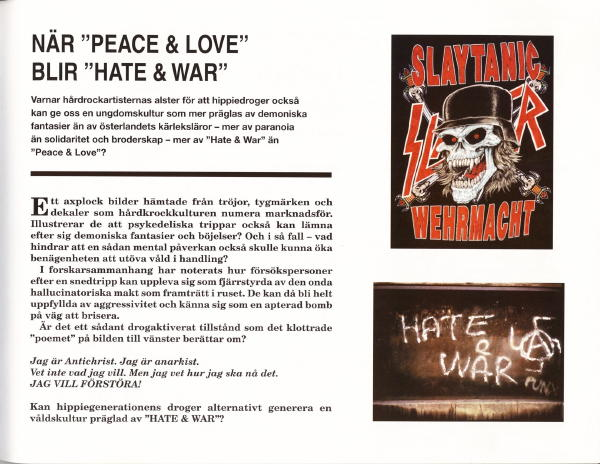 NÄR ”PEACE & LOVE”
BLIR ”HATE & WAR”
Varnar hårdrockartisternas alster för att hippiedroger också
kan ge oss en ungdomskultur som mer präglas av demoniska
fantasier än av österlandets kärleksläror – mer av paranoia
än solidaritet och broderskap – mer av ”Hate & War” än
”Peace & Love”?
Ett axplock bilder hämtade från tröjor, tygmärken och
dekaler som hårdkrockkulturen numera marknadsför.
Illustrerar de att psykedeliska trippar också kan lämna
efter sig demoniska fantasier och böjelser? Och i så fall – vad
hindrar att en sådan mental påverkan också skulle kunna öka
benägenheten att utöva våld i handling?
I forskarsammanhang har noterats hur försökspersoner
efter en snedtripp kan uppleva sig som fjärrstyrda av den onda
hallucinatoriska makt som framträtt i ruset. De kan då bli helt
uppfyllda av aggressivitet och känna sig som en apterad bomb
på väg att brisera.
Är det ett sådant drogaktiverat tillstånd som det klottrade
”poemet” på bilden till vänster berättar om?
Jag är Antichrist. Jag är anarkist.
Vet inte vad jag vill. Men jag vet hur jag ska nå det.
JAG VILL FÖRSTÖRA!
Kan hippiegenerationens droger alternativt generera en
våldskultur präglad av ”HATE & WAR”?
SLAYTANIC
SLAYER
WEHRMACHT
HATE
&
WAR
PUNX